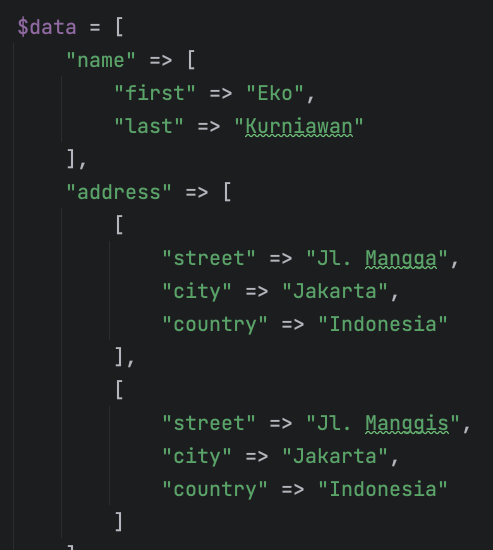 $data = [
    "name" => [
        "first" => "Eko",
        "last" => "Kurniawan"
    ],
    "address" => [
        [
            "street" => "Jl. Mangga",
            "city" => "Jakarta",
            "country" => "Indonesia"
        ],
        [
            "street" => "Jl. Manggis",
            "city" => "Jakarta",
            "country" => "Indonesia"
        ]
    ]